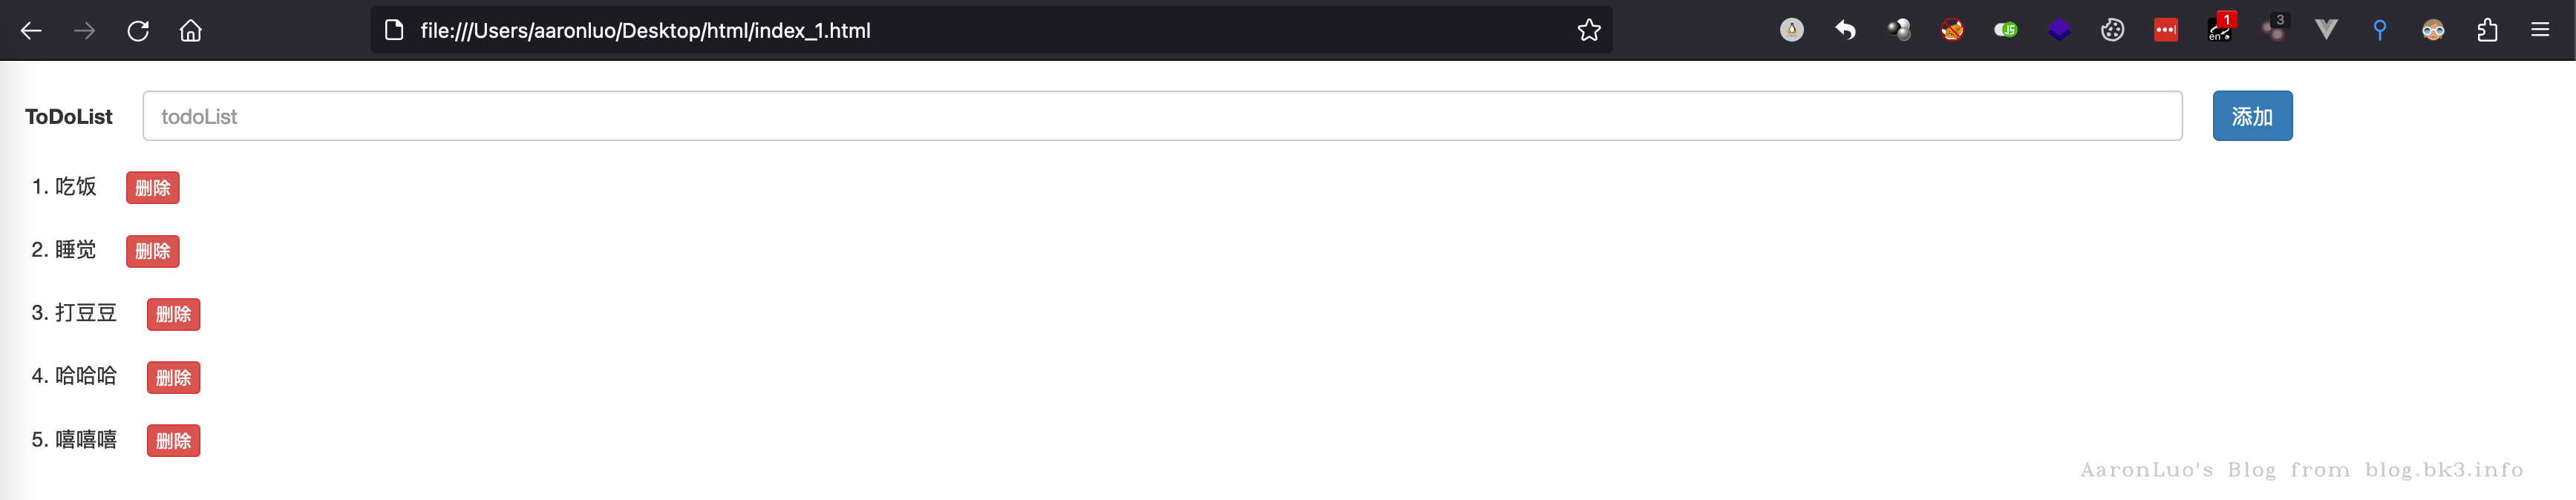 file:///Users/aaronluo/Desktop/html/index_1.html
JS
en
1
3
ToDoList todoList 添加
1. 吃饭 删除
2. 睡觉 删除
3. 打豆豆 删除
4. 哈哈哈 删除
5. 嘻嘻嘻 删除
AaronLuo's Blog from blog.bk3.info